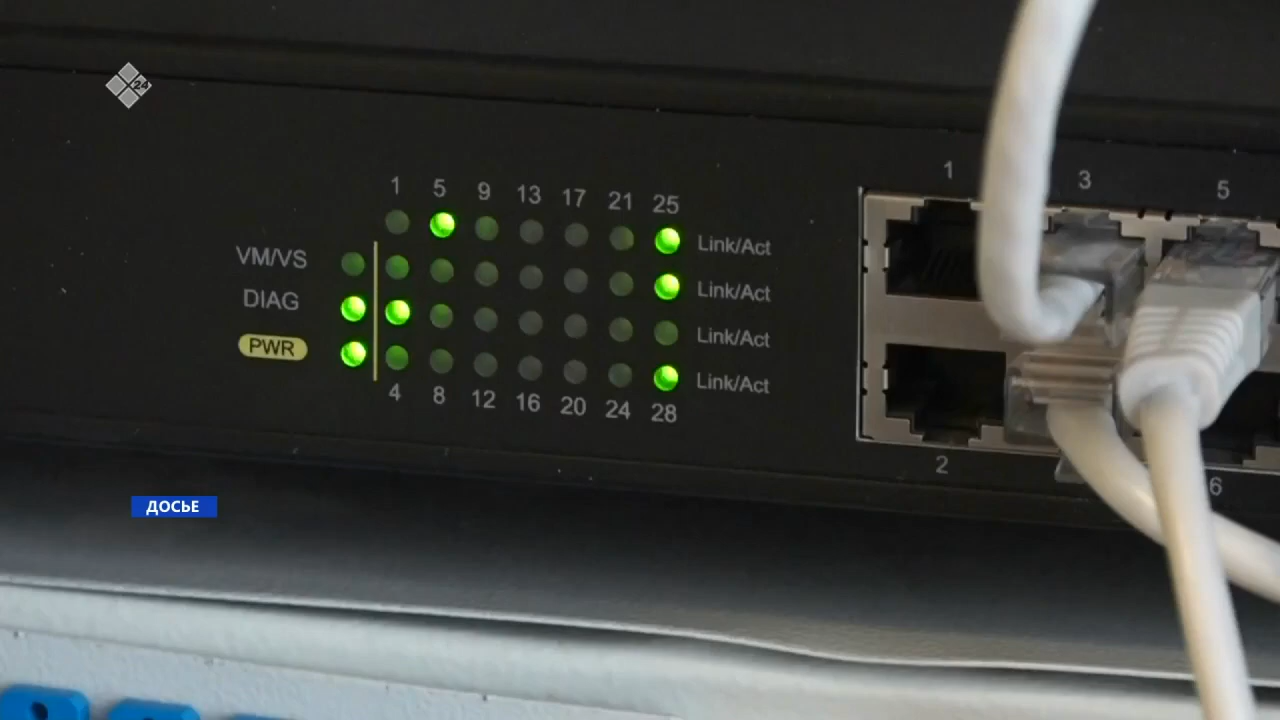 24
1 5 9 13 17 21 25
Link/Act
VM/VS
Link/Act
DIAG
Link/Act
PWR
Link/Act
4 8 12 16 20 24 28
1 3 5
2 6
ДОСЬЕ